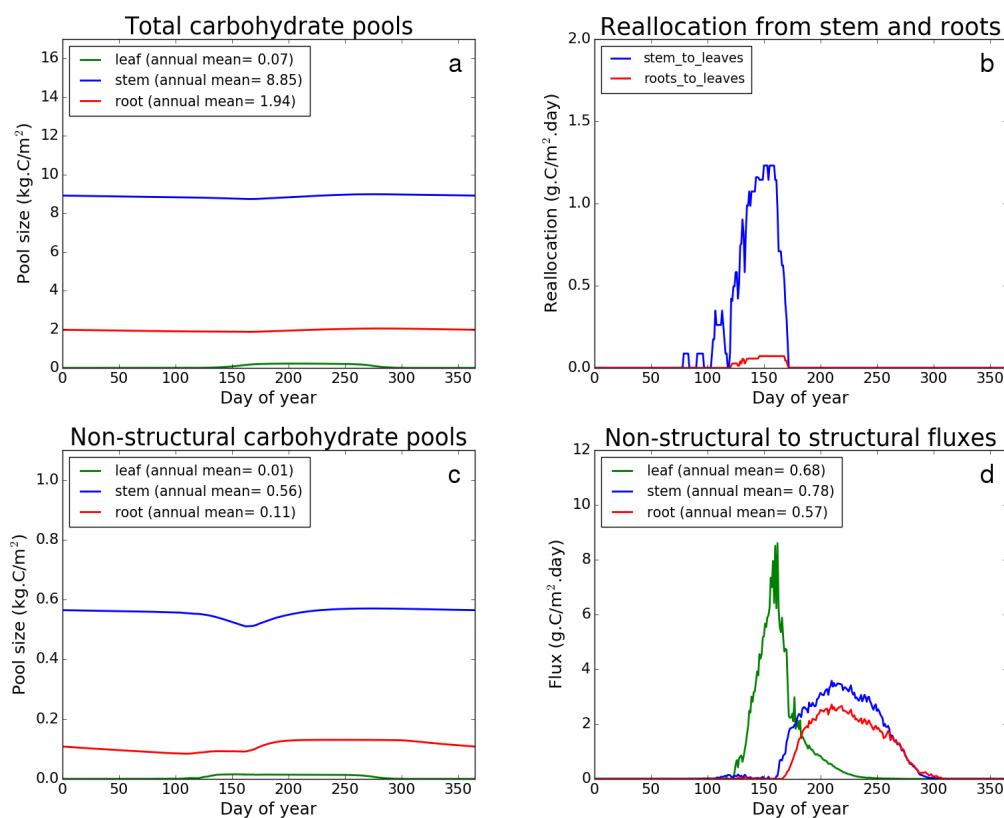 Total carbohydrate pools
a
leaf (annual mean= 0.07)
stem (annual mean= 8.85)
root (annual mean= 1.94)
Pool size (kg.C/m²)
16
14
12
10
8
6
4
2
0
0 50 100 150 200 250 300 350
Day of year
Reallocation from stem and roots
b
stem_to_leaves
roots_to_leaves
Reallocation (g.C/m².day)
2.0
1.5
1.0
0.5
0.0
0 50 100 150 200 250 300 350
Day of year
Non-structural carbohydrate pools
c
leaf (annual mean= 0.01)
stem (annual mean= 0.56)
root (annual mean= 0.11)
Pool size (kg.C/m²)
1.0
0.8
0.6
0.4
0.2
0.0
0 50 100 150 200 250 300 350
Day of year
Non-structural to structural fluxes
d
leaf (annual mean= 0.68)
stem (annual mean= 0.78)
root (annual mean= 0.57)
Flux (g.C/m².day)
12
10
8
6
4
2
0
0 50 100 150 200 250 300 350
Day of year